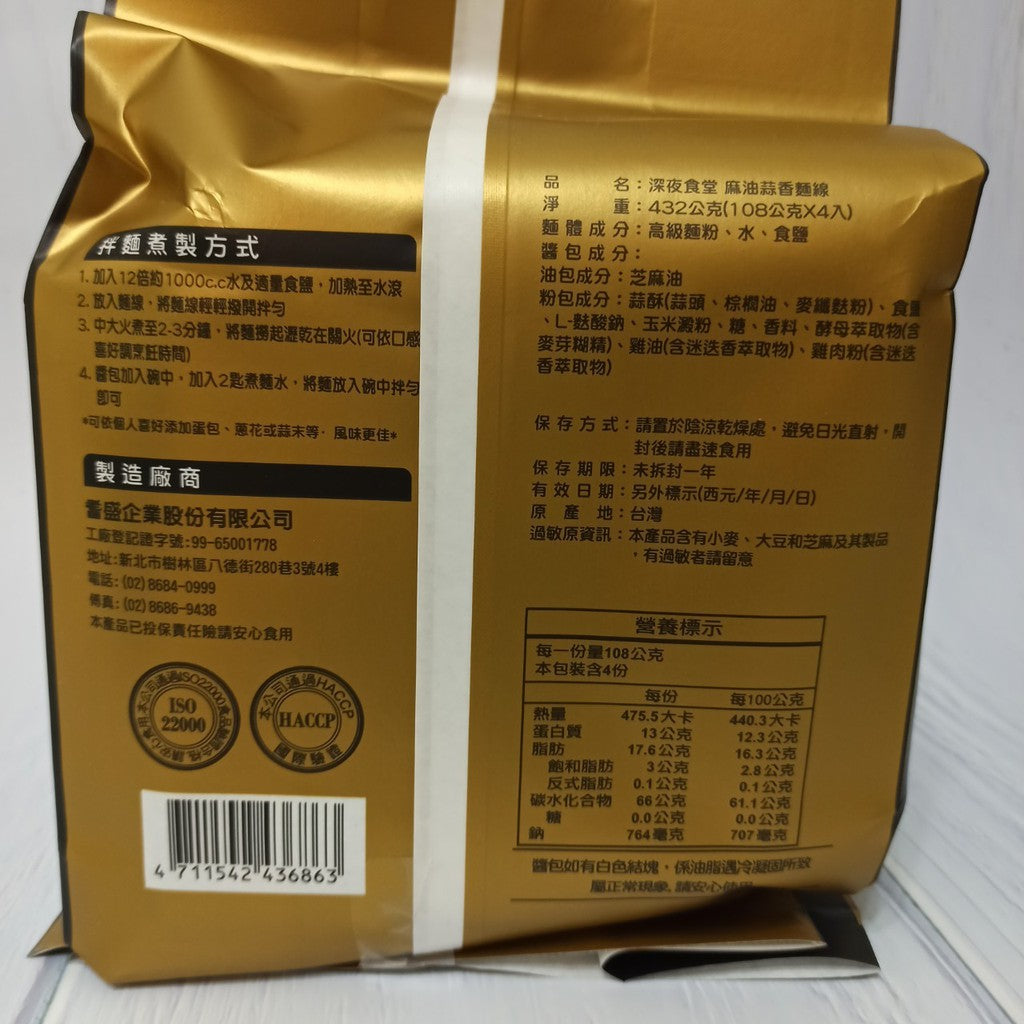 拌麵煮製方式
1. 加入12倍約1000c.c水及適量食鹽，加熱至水滾
2. 放入麵線，將麵線輕輕撥開拌勻
3. 中大火煮至2-3分鐘，將麵撈起瀝乾在關火(可依口感
喜好調烹飪時間)
4. 醬包加入碗中，加入2匙煮麵水，將麵放入碗中拌勻
即可
*可依個人喜好添加蛋包、蔥花或蒜末等．風味更佳*
製造廠商
耆盛企業股份有限公司
工廠登記證字號:99-65001778
地址:新北市樹林區八德街280巷3號4樓
電話: (02) 8684-0999
傳真: (02) 8686-9438
本產品已投保責任險請安心食用
本公司通過ISO22000
ISO
22000
本公司通過HACCP
HACCP
4 711542 436863
品名：深夜食堂 麻油蒜香麵線
淨重：432公克(108公克X4入)
麵體成分：高級麵粉、水、食鹽
醬包成分：
油包成分：芝麻油
粉包成分：蒜酥(蒜頭、棕櫚油、麥纖麩粉)、食鹽
、L-麩酸鈉、玉米澱粉、糖、香料、酵母萃取物(含
麥芽糊精)、雞油(含迷迭香萃取物)、雞肉粉(含迷迭
香萃取物)
保存方式：請置於陰涼乾燥處，避免日光直射，開
封後請盡速食用
保存期限：未拆封一年
有效日期：另外標示(西元/年/月/日)
原產地：台灣
過敏原資訊：本產品含有小麥、大豆和芝麻及其製品
，有過敏者請留意
營養標示
每一份量108公克
本包裝含4份
每份 每100公克
熱量 475.5大卡 440.3大卡
蛋白質 13公克 12.3公克
脂肪 17.6公克 16.3公克
飽和脂肪 3公克 2.8公克
反式脂肪 0.1公克 0.1公克
碳水化合物 66公克 61.1公克
糖 0.0公克 0.0公克
鈉 764毫克 707毫克
醬包如有白色結塊，係油脂遇冷凝固所致
屬正常現象,請安心使用